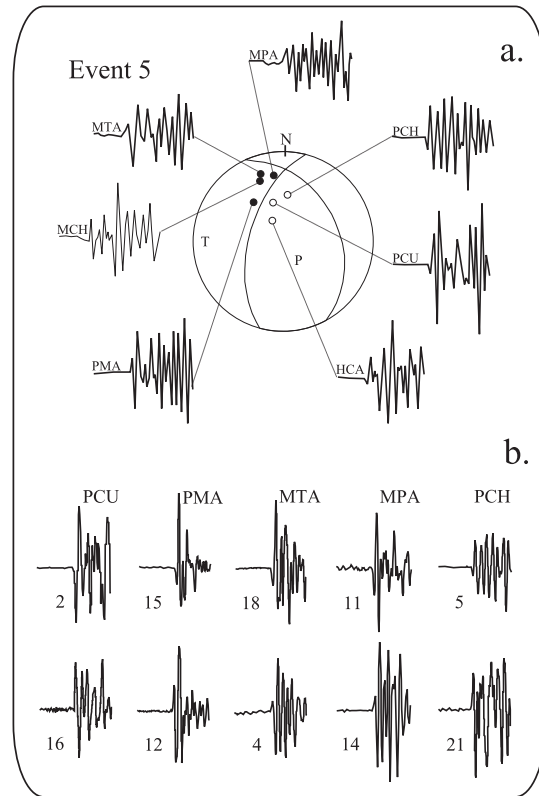 a.
Event 5
MPA
MTA
N
PCH
MCH
T
P
PCU
PMA
HCA
b.
PCU PMA MTA MPA PCH
2 15 18 11 5
16 12 4 14 21